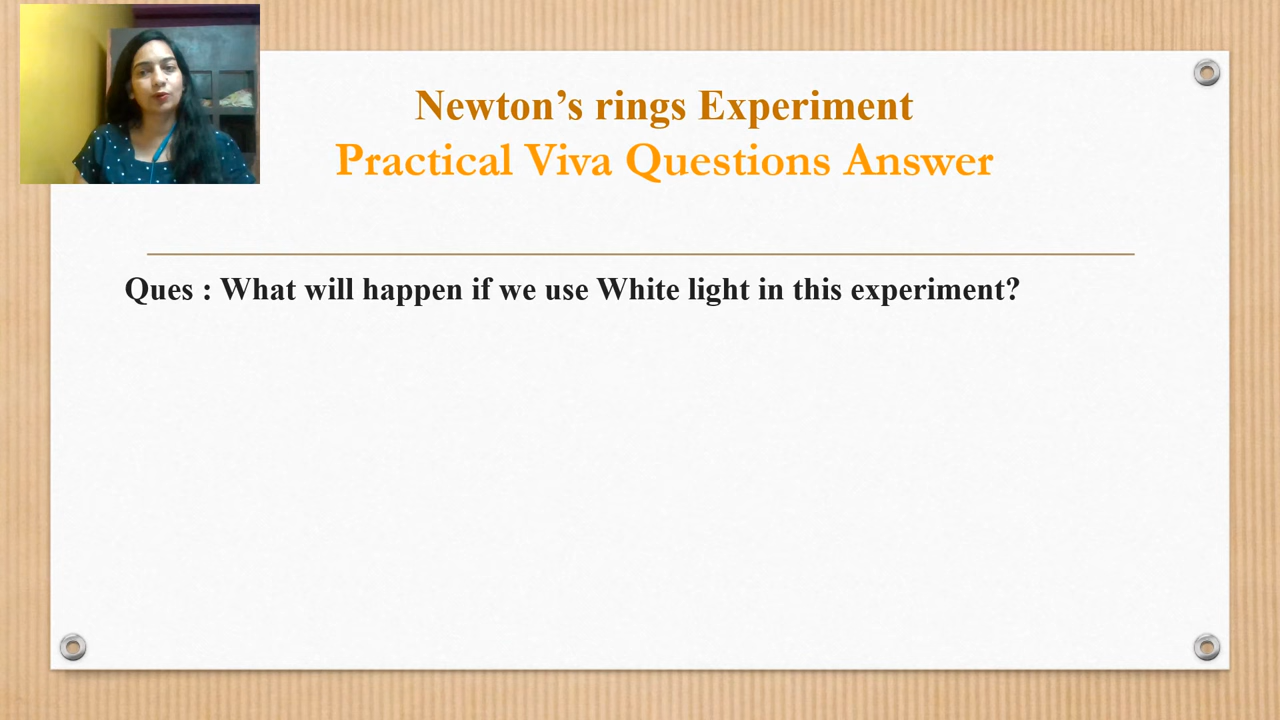 Newton’s rings Experiment
Practical Viva Questions Answer
Ques : What will happen if we use White light in this experiment?